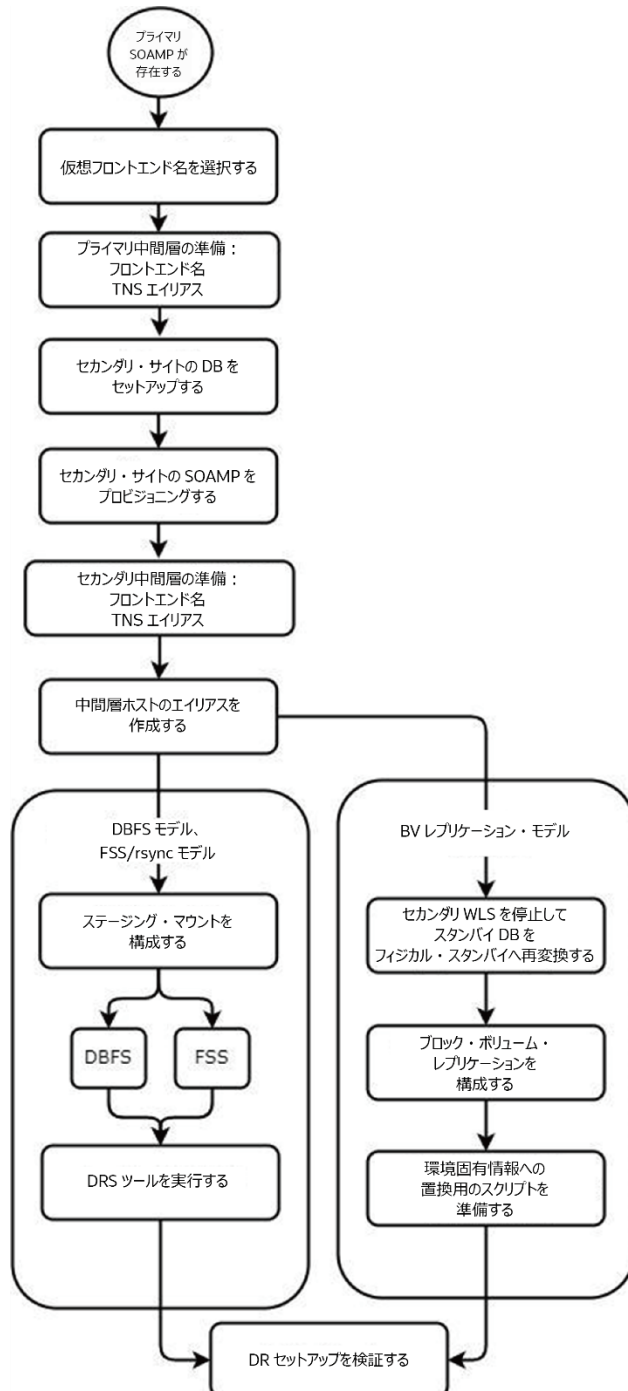 プライマリ
SOAMP が
存在する
仮想フロントエンド名を選択する
プライマリ中間層の準備：
フロントエンド名
TNS エイリアス
セカンダリ・サイトの DB を
セットアップする
セカンダリ・サイトの SOAMP を
プロビジョニングする
セカンダリ中間層の準備：
フロントエンド名
TNS エイリアス
中間層ホストのエイリアスを
作成する
DBFS モデル、
FSS/rsync モデル
ステージング・マウントを
構成する
DBFS
FSS
DRS ツールを実行する
BV レプリケーション・モデル
セカンダリ WLS を停止して
スタンバイ DB を
フィジカル・スタンバイへ再変換する
ブロック・ボリューム・
レプリケーションを
構成する
環境固有情報への
置換用のスクリプトを
準備する
DR セットアップを検証する